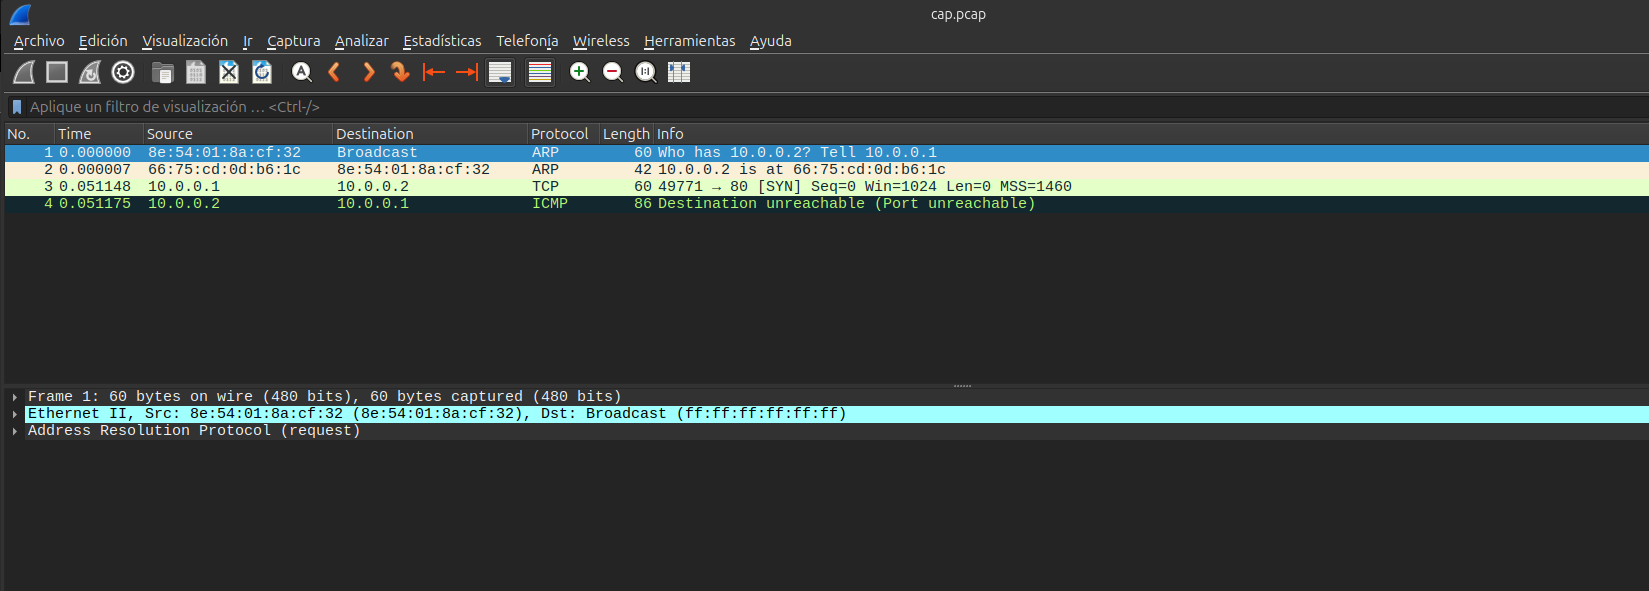 cap.pcap
Archivo Edición Visualización Ir Captura Analizar Estadísticas Telefonía Wireless Herramientas Ayuda
Aplique un filtro de visualización … <Ctrl-/>
No. Time Source Destination Protocol Length Info
1 0.000000 8e:54:01:8a:cf:32 Broadcast ARP 60 Who has 10.0.0.2? Tell 10.0.0.1
2 0.000007 66:75:cd:0d:b6:1c 8e:54:01:8a:cf:32 ARP 42 10.0.0.2 is at 66:75:cd:0d:b6:1c
3 0.051148 10.0.0.1 10.0.0.2 TCP 60 49771 → 80 [SYN] Seq=0 Win=1024 Len=0 MSS=1460
4 0.051175 10.0.0.2 10.0.0.1 ICMP 86 Destination unreachable (Port unreachable)
Frame 1: 60 bytes on wire (480 bits), 60 bytes captured (480 bits)
Ethernet II, Src: 8e:54:01:8a:cf:32 (8e:54:01:8a:cf:32), Dst: Broadcast (ff:ff:ff:ff:ff:ff)
Address Resolution Protocol (request)